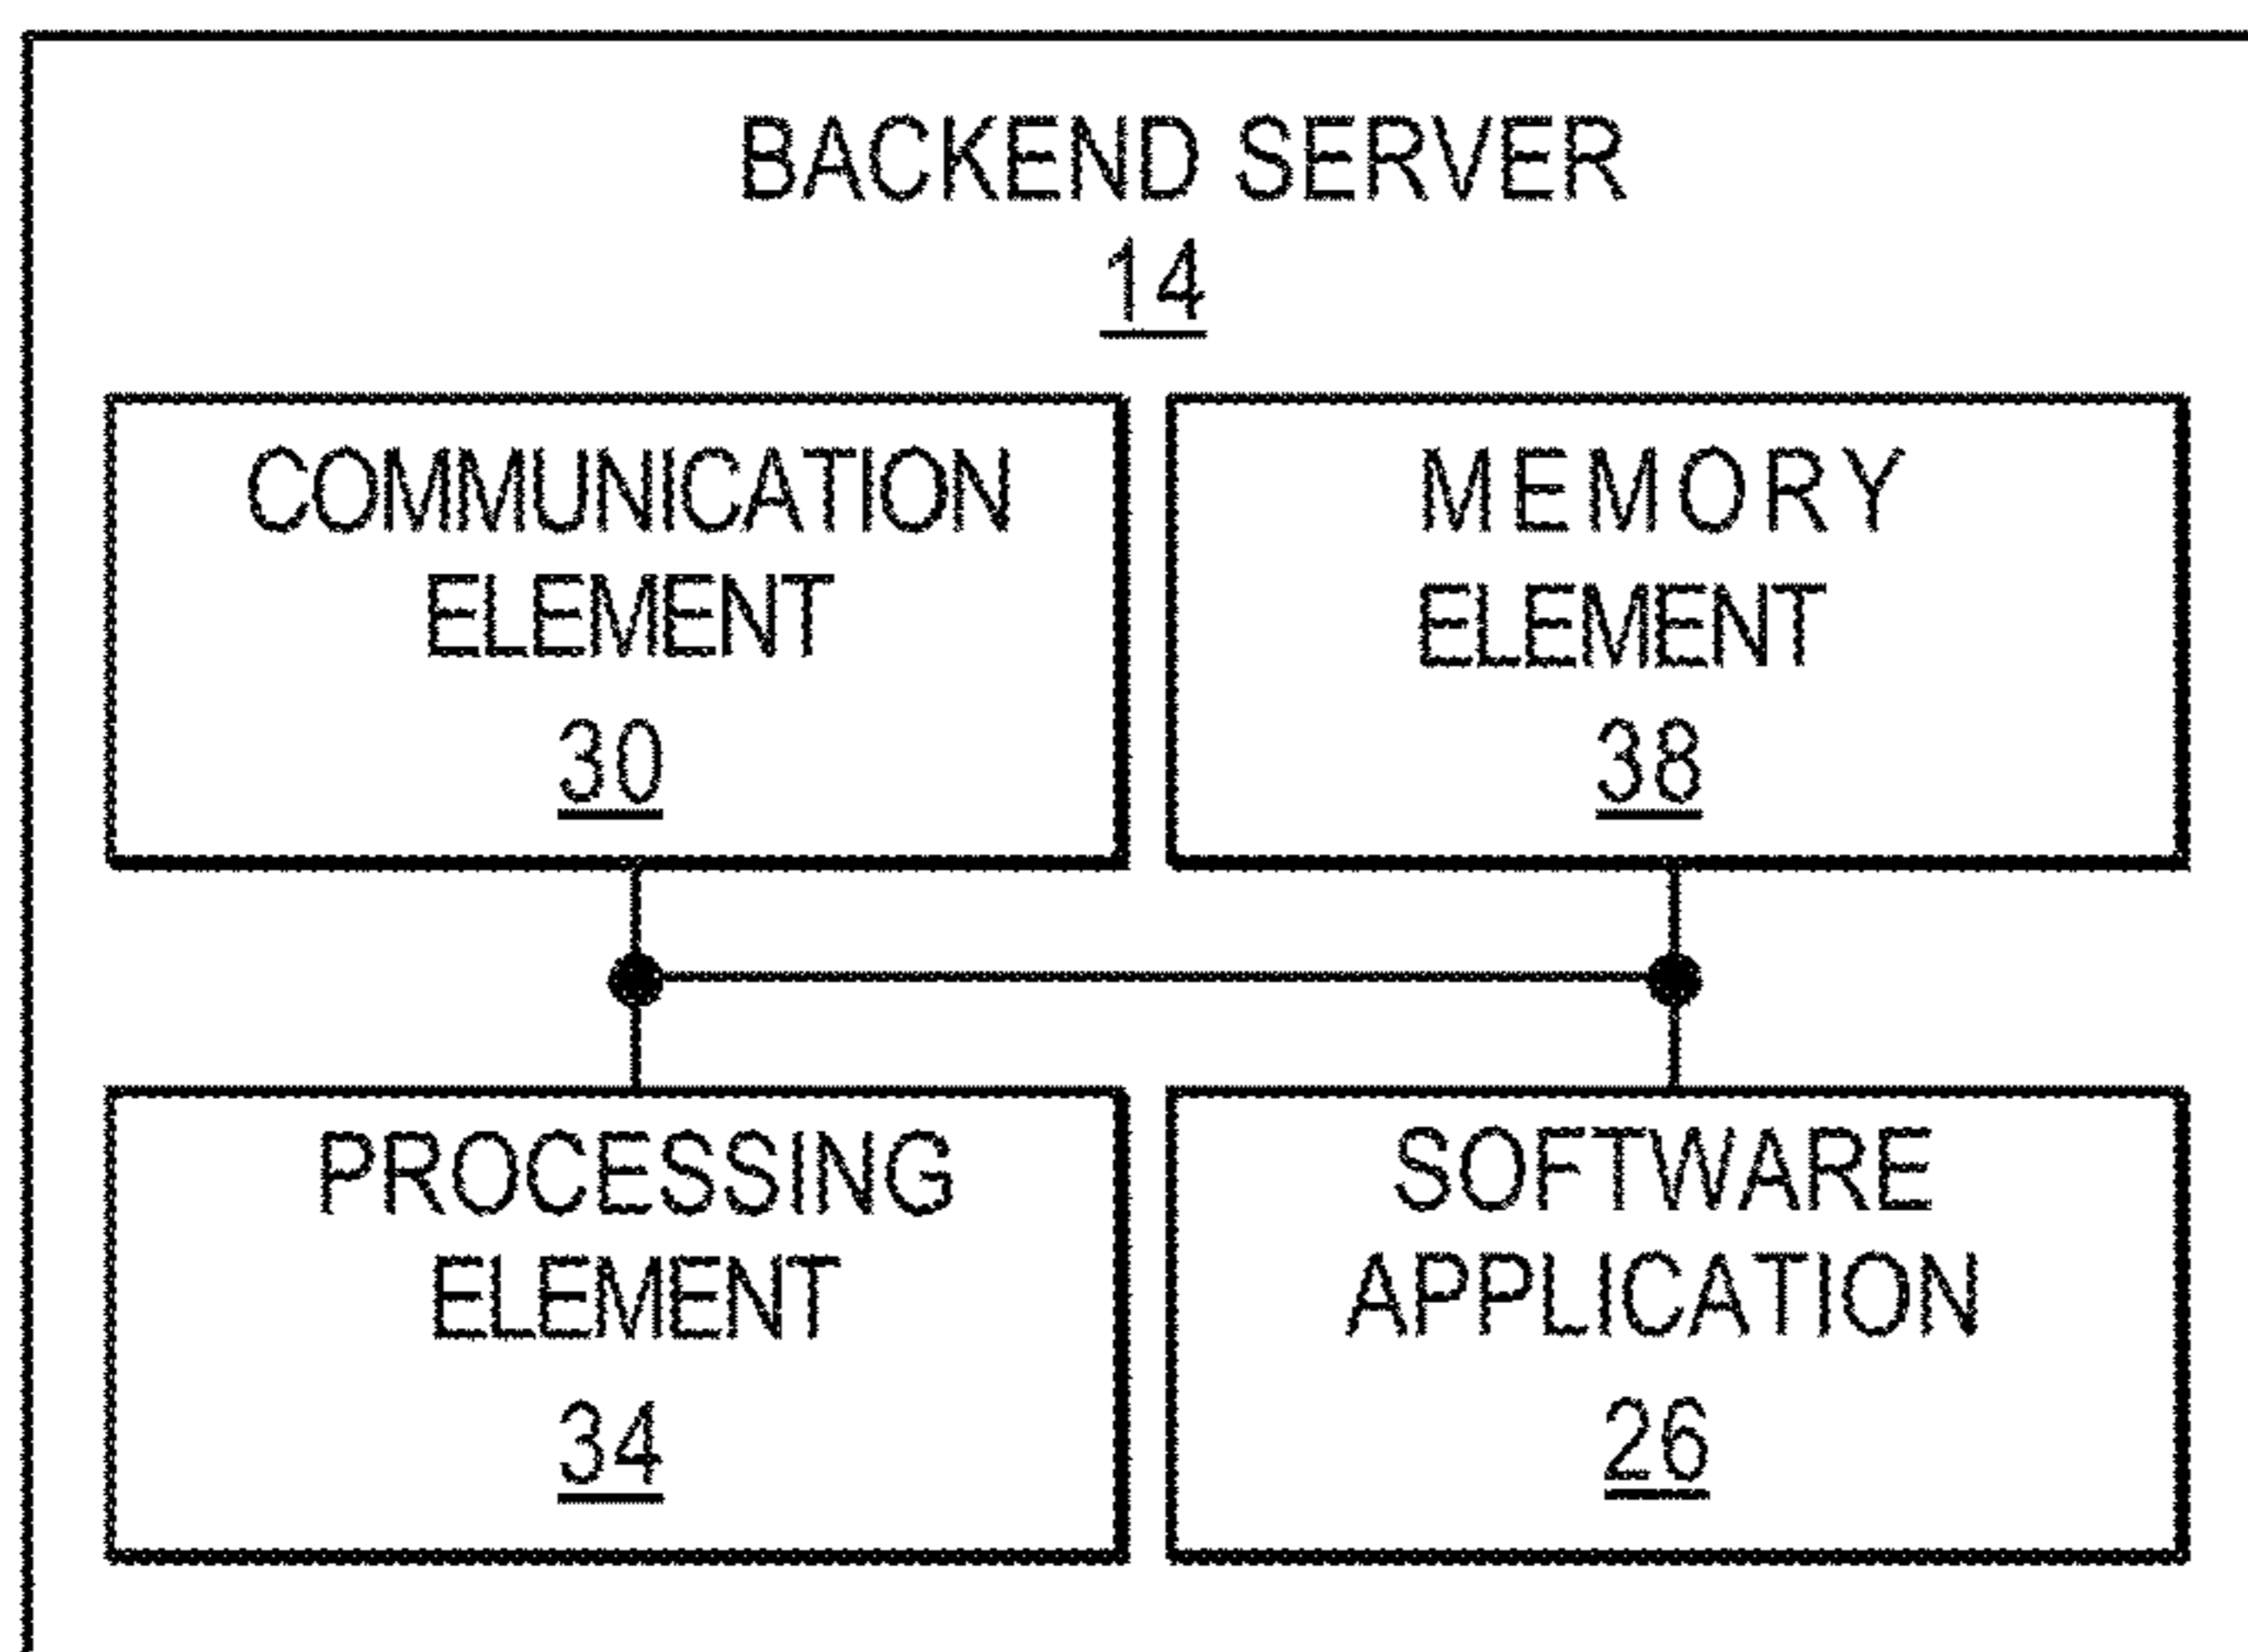 BACKEND SERVER
14
COMMUNICATION
ELEMENT
30
MEMORY
ELEMENT
38
PROCESSING
ELEMENT
34
SOFTWARE
APPLICATION
26